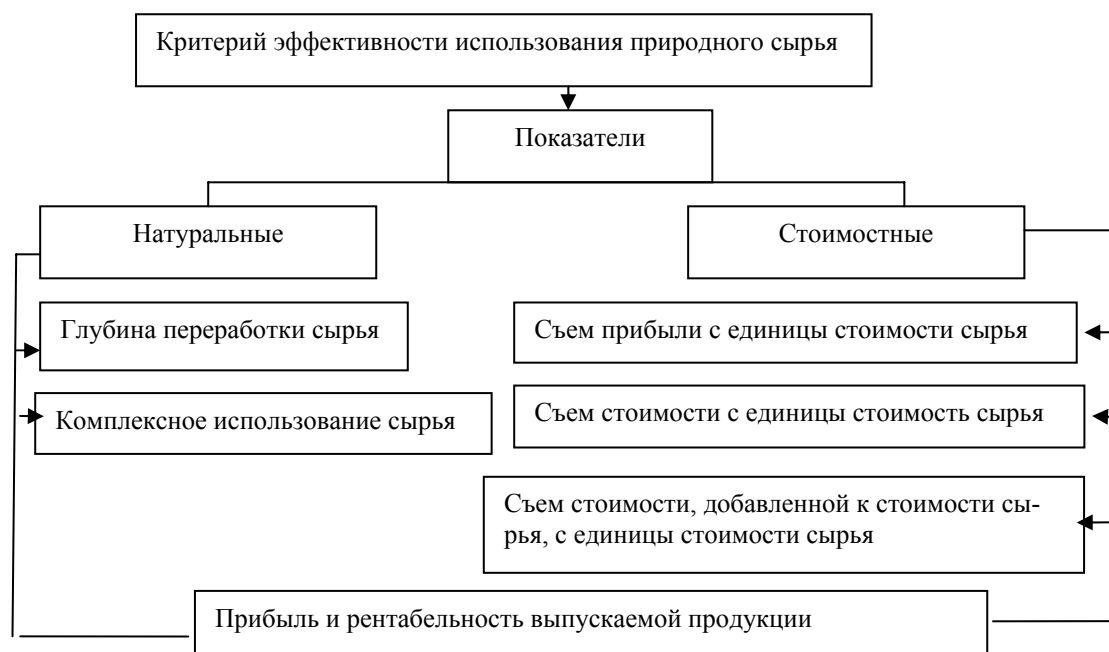 Критерий эффективности использования природного сырья
Показатели
Натуральные
Стоимостные
Глубина переработки сырья
Съем прибыли с единицы стоимости сырья
Комплексное использование сырья
Съем стоимости с единицы стоимость сырья
Съем стоимости, добавленной к стоимости сы-
рья, с единицы стоимости сырья
Прибыль и рентабельность выпускаемой продукции